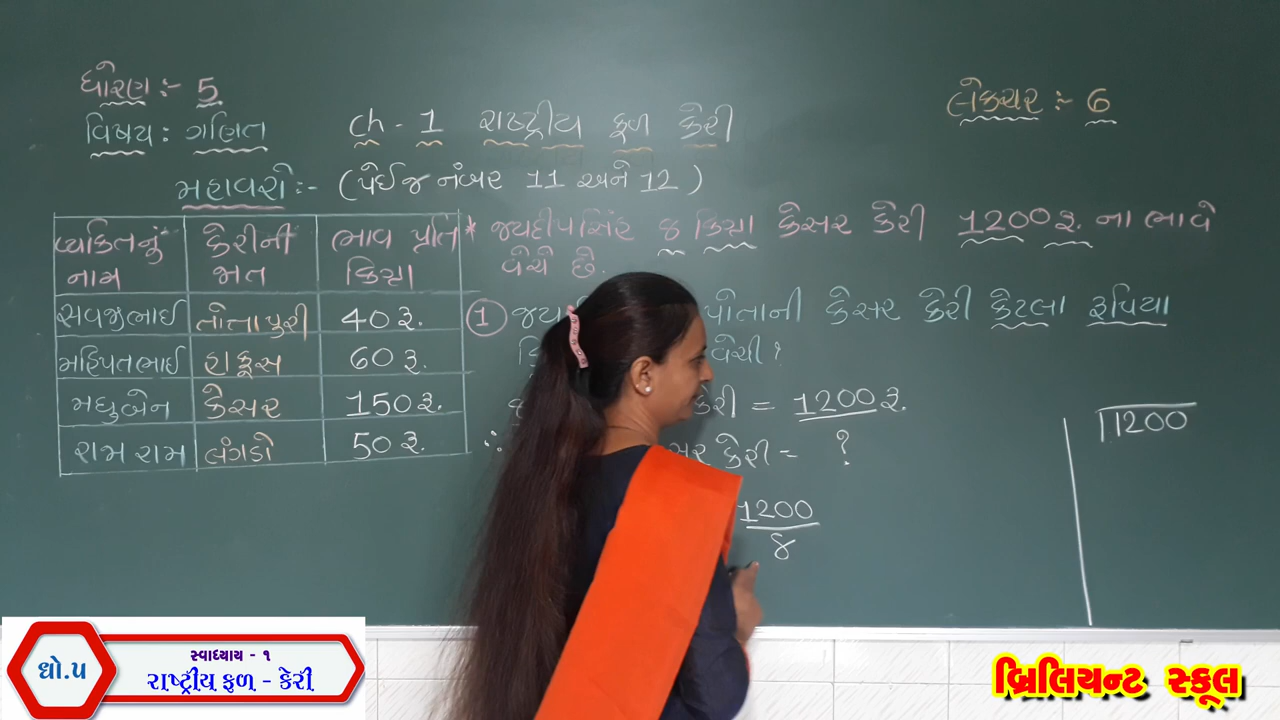 ધોરણ :- 5
લેક્ચર :- 6
વિષય : ગણિત
ch - 1 રાષ્ટ્રીય ફળ કેરી
મહાવરો :- (પેઈજ નંબર 11 અને 12)
વ્યક્તિનું નામ કેરીની જાત ભાવ પ્રતિ કિગ્રા
સવજીભાઈ તોતાપુરી 40 રૂ.
મહિપતભાઈ હાફૂસ 60 રૂ.
મધુબેન કેસર 150 રૂ.
રામ રામ લંગડો 50 રૂ.
* જયદીપસિંહ 8 કિગ્રા કેસર કેરી 1200 રૂ. ના ભાવે
વેચે છે.
1 પોતાની કેસર કેરી કેટલા રૂપિયા
વેચી ?
કેરી = 1200 રૂ.
∴ કેરી = ?
1200
8
1200
ધો.૫
સ્વાધ્યાય - ૧
રાષ્ટ્રીય ફળ - કેરી
બ્રિલિયન્ટ સ્કૂલ